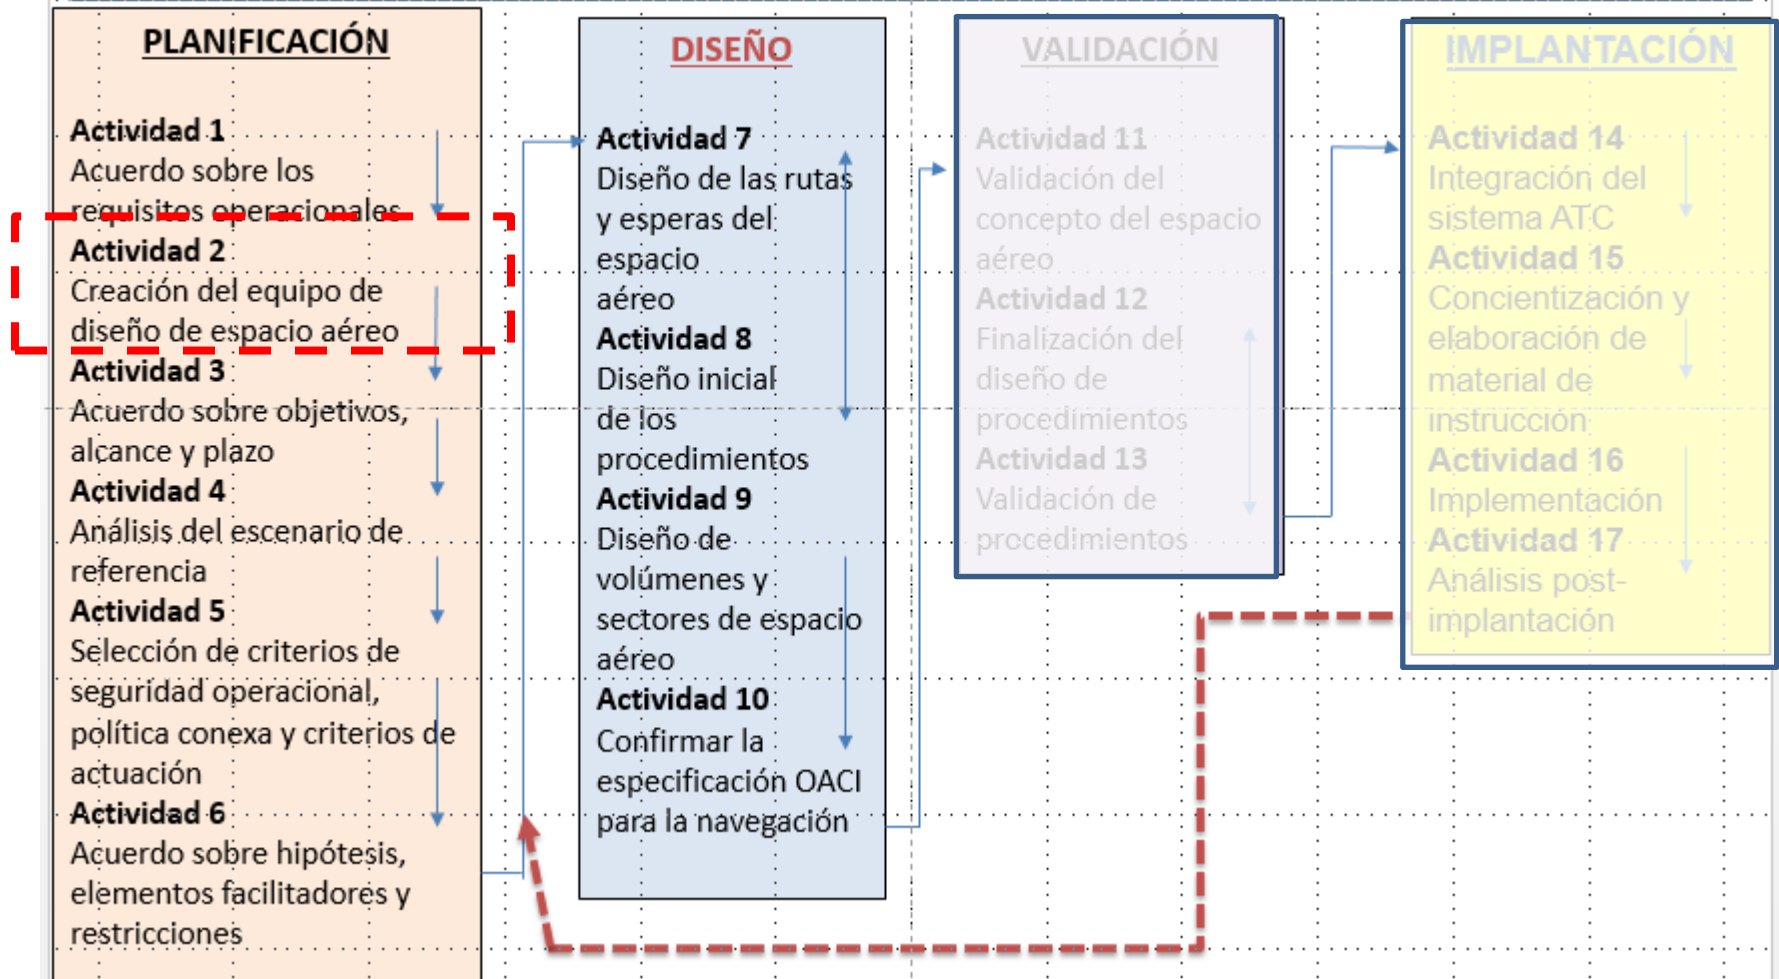 PLANIFICACIÓN
Actividad 1
Acuerdo sobre los
requisitos operacionales
Actividad 2
Creación del equipo de
diseño de espacio aéreo
Actividad 3
Acuerdo sobre objetivos,
alcance y plazo
Actividad 4
Análisis del escenario de
referencia
Actividad 5
Selección de criterios de
seguridad operacional,
política conexa y criterios de
actuación
Actividad 6
Acuerdo sobre hipótesis,
elementos facilitadores y
restricciones
DISEÑO
Actividad 7
Diseño de las rutas
y esperas del
espacio
aéreo
Actividad 8
Diseño inicial
de los
procedimientos
Actividad 9
Diseño de
volúmenes y
sectores de espacio
aéreo
Actividad 10
Confirmar la
especificación OACI
para la navegación
VALIDACIÓN
Actividad 11
Validación del
concepto del espacio
aéreo
Actividad 12
Finalización del
diseño de
procedimientos
Actividad 13
Validación de
procedimientos
IMPLANTACIÓN
Actividad 14
Integración del
sistema ATC
Actividad 15
Concientización y
elaboración de
material de
instrucción
Actividad 16
Implementación
Actividad 17
Análisis post-
implantación